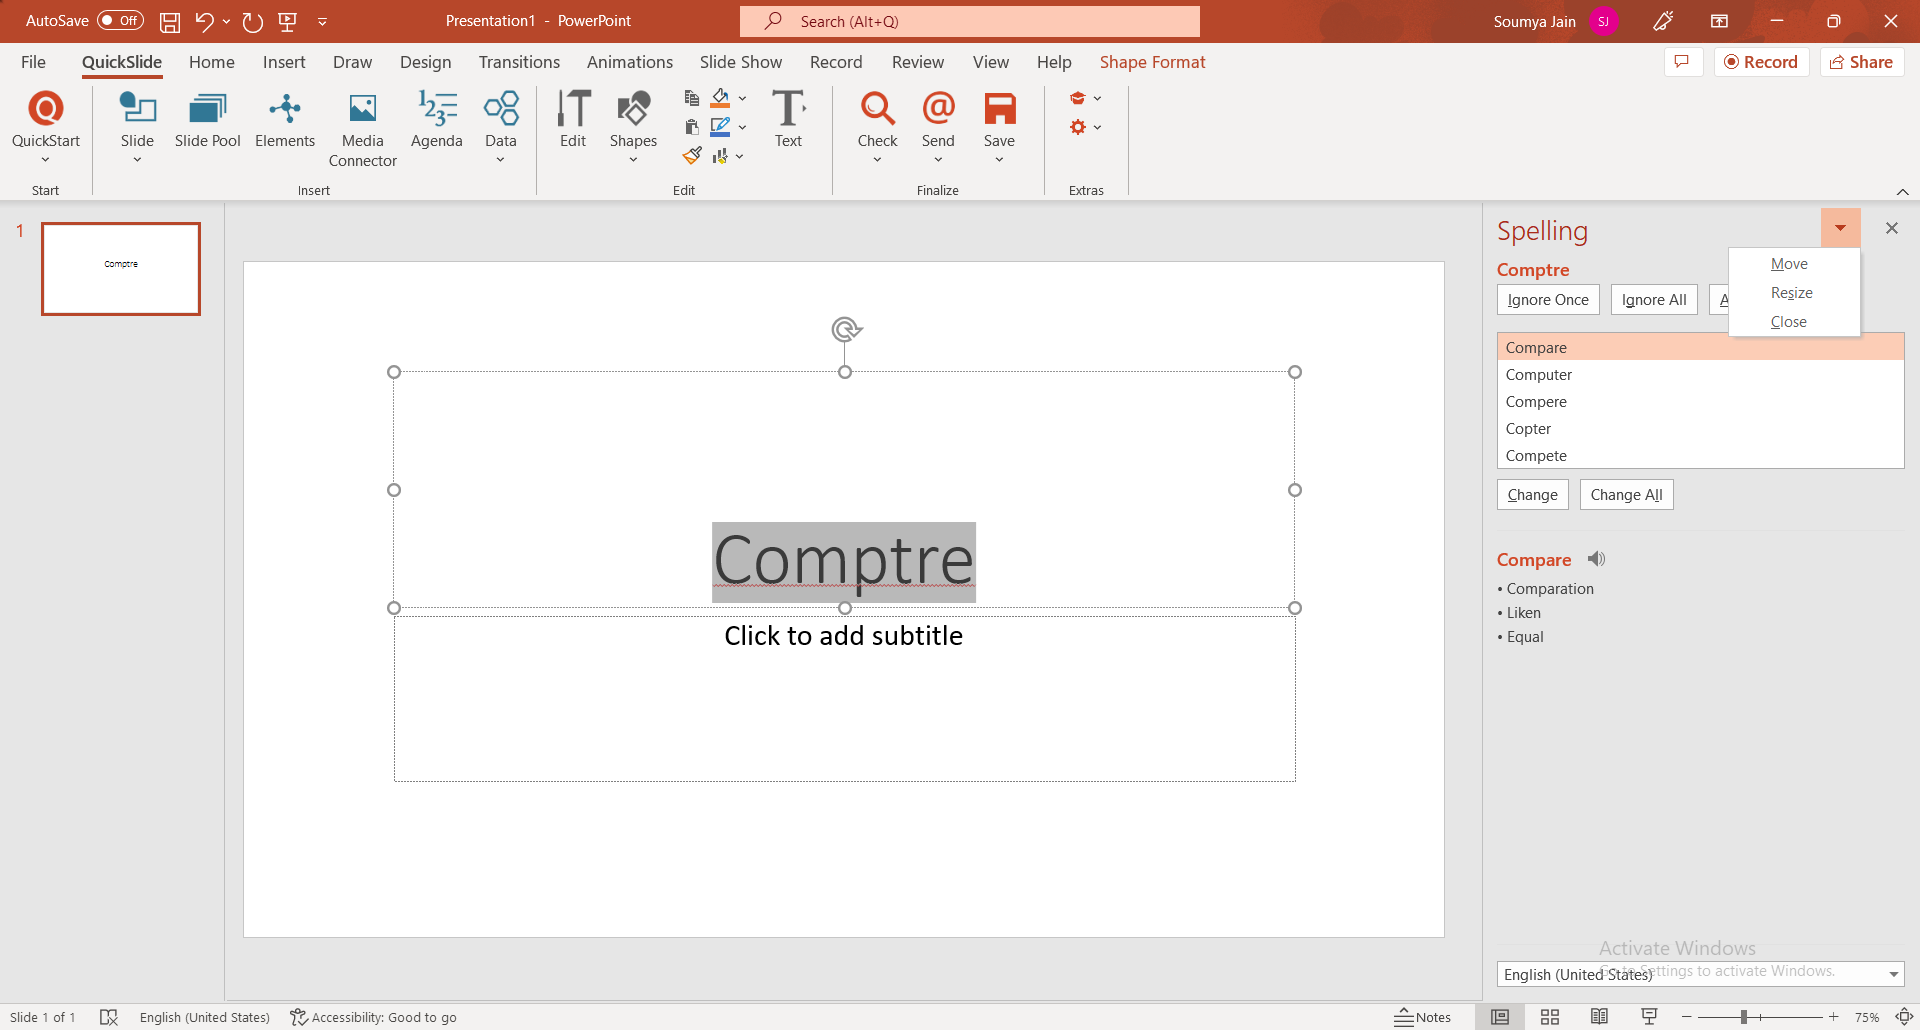 AutoSave Off Presentation1 - PowerPoint Search (Alt+Q) Soumya Jain SJ
File QuickSlide Home Insert Draw Design Transitions Animations Slide Show Record Review View Help Shape Format Record Share
QuickStart Slide Slide Pool Elements Media Connector Agenda Data Edit Shapes Text Check Send Save
Start Insert Edit Finalize Extras
1
Comptre
Comptre
Click to add subtitle
Spelling
Move
Resize
Close
Comptre
Ignore Once Ignore All A
Compare
Computer
Compere
Copter
Compete
Change Change All
Compare
• Comparation
• Liken
• Equal
Activate Windows
Go to Settings to activate Windows.
English (United States)
Slide 1 of 1 English (United States) Accessibility: Good to go Notes 75%